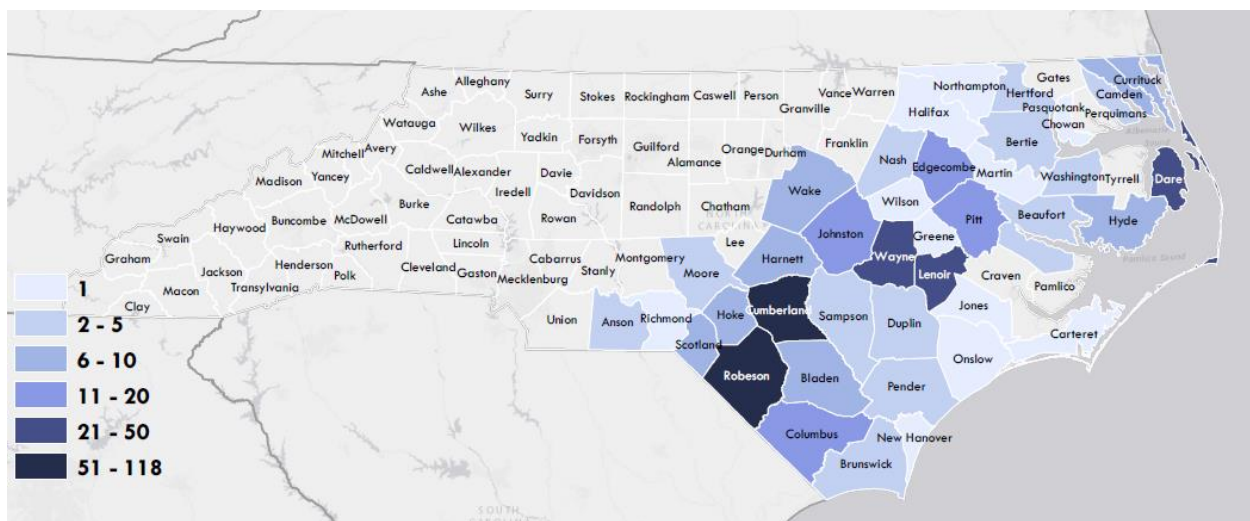 Alleghany
Ashe
Surry
Stokes
Rockingham
Caswell
Person
Vance
Warren
Granville
Northampton
Gates
Hertford
Currituck
Camden
Pasquotank
Perquimans
Chowan
Halifax
Watauga
Wilkes
Yadkin
Forsyth
Guilford
Alamance
Orange
Durham
Franklin
Nash
Edgecombe
Bertie
Martin
Washington
Tyrrell
Dare
Mitchell
Avery
Yancey
Madison
Caldwell
Alexander
Davie
Iredell
Davidson
Randolph
Chatham
Wake
Wilson
Pitt
Beaufort
Hyde
Buncombe
McDowell
Burke
Catawba
Rowan
NORTH
CAROLINA
Johnston
Greene
Wayne
Lenoir
Craven
Pamlico
Pamlico Sound
Haywood
Swain
Graham
Jackson
Rutherford
Lincoln
Henderson
Polk
Cleveland
Gaston
Mecklenburg
Cabarrus
Stanly
Montgomery
Moore
Lee
Harnett
Macon
Transylvania
Clay
Union
Anson
Richmond
Hoke
Scotland
Cumberland
Sampson
Duplin
Jones
Carteret
Onslow
Robeson
Bladen
Pender
Columbus
New Hanover
Brunswick
SOUTH
1
2 - 5
6 - 10
11 - 20
21 - 50
51 - 118